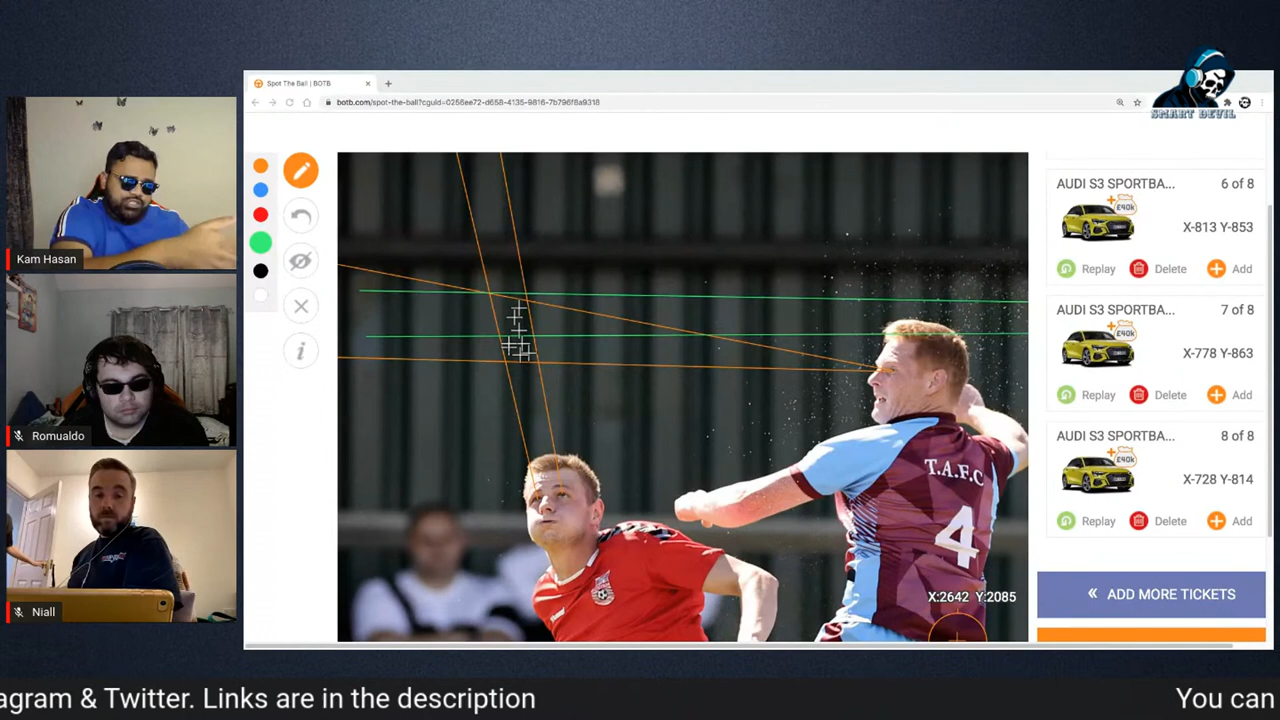 Spot The Ball | BOTB
botb.com/spot-the-ball?cguid=0256ee72-d658-4135-9816-7b796f8a9318
SMART DEVIL
Kam Hasan
Romualdo
Niall
i
AUDI S3 SPORTBA... 6 of 8
+ £40k
X-813 Y-853
Replay Delete Add
AUDI S3 SPORTBA... 7 of 8
+ £40k
X-778 Y-863
Replay Delete Add
AUDI S3 SPORTBA... 8 of 8
+ £40k
X-728 Y-814
Replay Delete Add
« ADD MORE TICKETS
T.A.F.C
4
X:2642 Y:2085
agram & Twitter. Links are in the description
You can